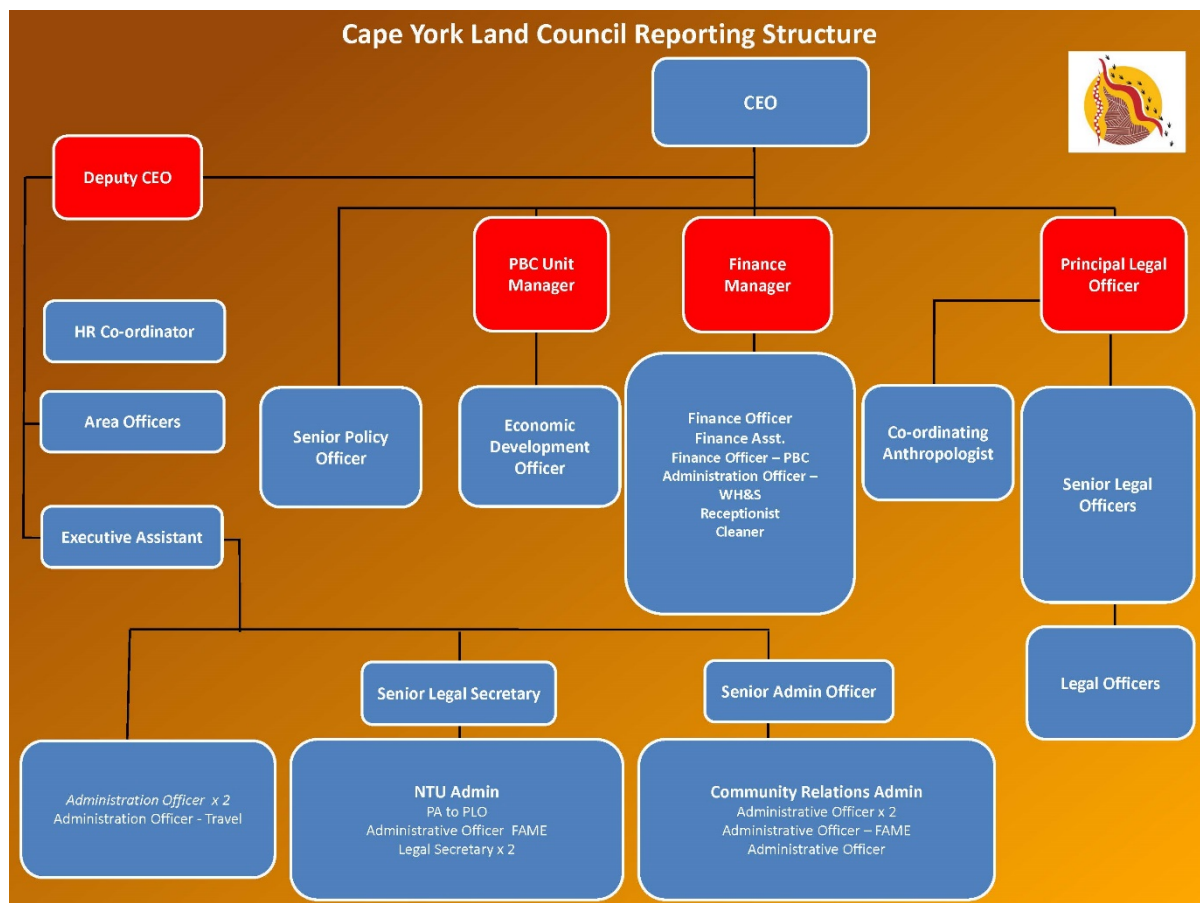 Cape York Land Council Reporting Structure
CEO
Deputy CEO
PBC Unit
Manager
Finance
Manager
Principal Legal
Officer
HR Co-ordinator
Area Officers
Executive Assistant
Senior Policy
Officer
Economic
Development
Officer
Finance Officer
Finance Asst.
Finance Officer – PBC
Administration Officer –
WH&S
Receptionist
Cleaner
Co-ordinating
Anthropologist
Senior Legal
Officers
Legal Officers
Senior Legal Secretary
Senior Admin Officer
Administration Officer x 2
Administration Officer - Travel
NTU Admin
PA to PLO
Administrative Officer FAME
Legal Secretary x 2
Community Relations Admin
Administrative Officer x 2
Administrative Officer – FAME
Administrative Officer